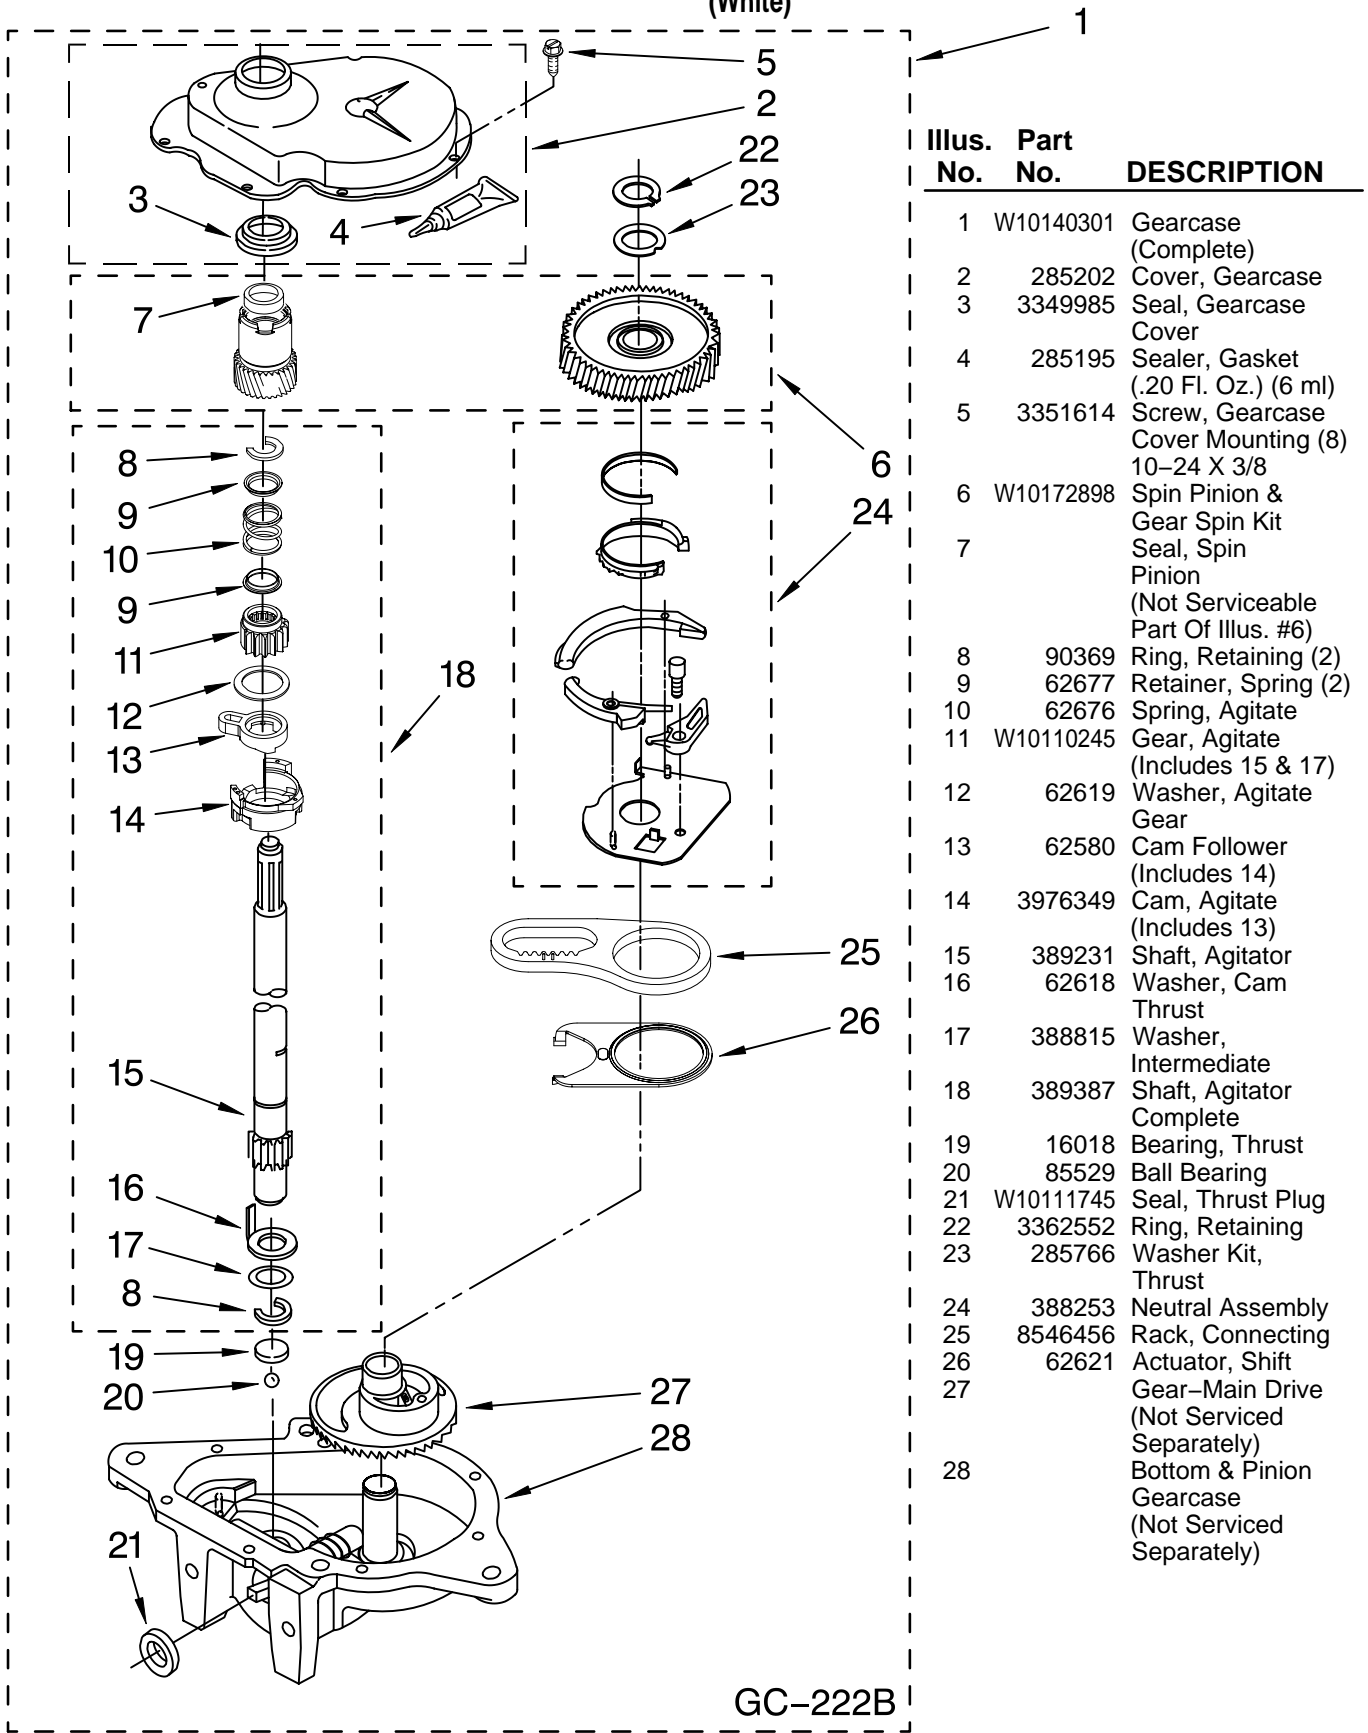 (White)
1
5
2
22
23
3
4
7
8
9
10
9
11
12
13
14
18
6
24
25
26
15
16
17
8
19
20
27
28
21
GC–222B
Illus. Part
No. No. DESCRIPTION
1 W10140301 Gearcase
(Complete)
2 285202 Cover, Gearcase
3 3349985 Seal, Gearcase
Cover
4 285195 Sealer, Gasket
(.20 Fl. Oz.) (6 ml)
5 3351614 Screw, Gearcase
Cover Mounting (8)
10–24 X 3/8
6 W10172898 Spin Pinion &
Gear Spin Kit
7 Seal, Spin
Pinion
(Not Serviceable
Part Of Illus. #6)
8 90369 Ring, Retaining (2)
9 62677 Retainer, Spring (2)
10 62676 Spring, Agitate
11 W10110245 Gear, Agitate
(Includes 15 & 17)
12 62619 Washer, Agitate
Gear
13 62580 Cam Follower
(Includes 14)
14 3976349 Cam, Agitate
(Includes 13)
15 389231 Shaft, Agitator
16 62618 Washer, Cam
Thrust
17 388815 Washer,
Intermediate
18 389387 Shaft, Agitator
Complete
19 16018 Bearing, Thrust
20 85529 Ball Bearing
21 W10111745 Seal, Thrust Plug
22 3362552 Ring, Retaining
23 285766 Washer Kit,
Thrust
24 388253 Neutral Assembly
25 8546456 Rack, Connecting
26 62621 Actuator, Shift
27 Gear–Main Drive
(Not Serviced
Separately)
28 Bottom & Pinion
Gearcase
(Not Serviced
Separately)